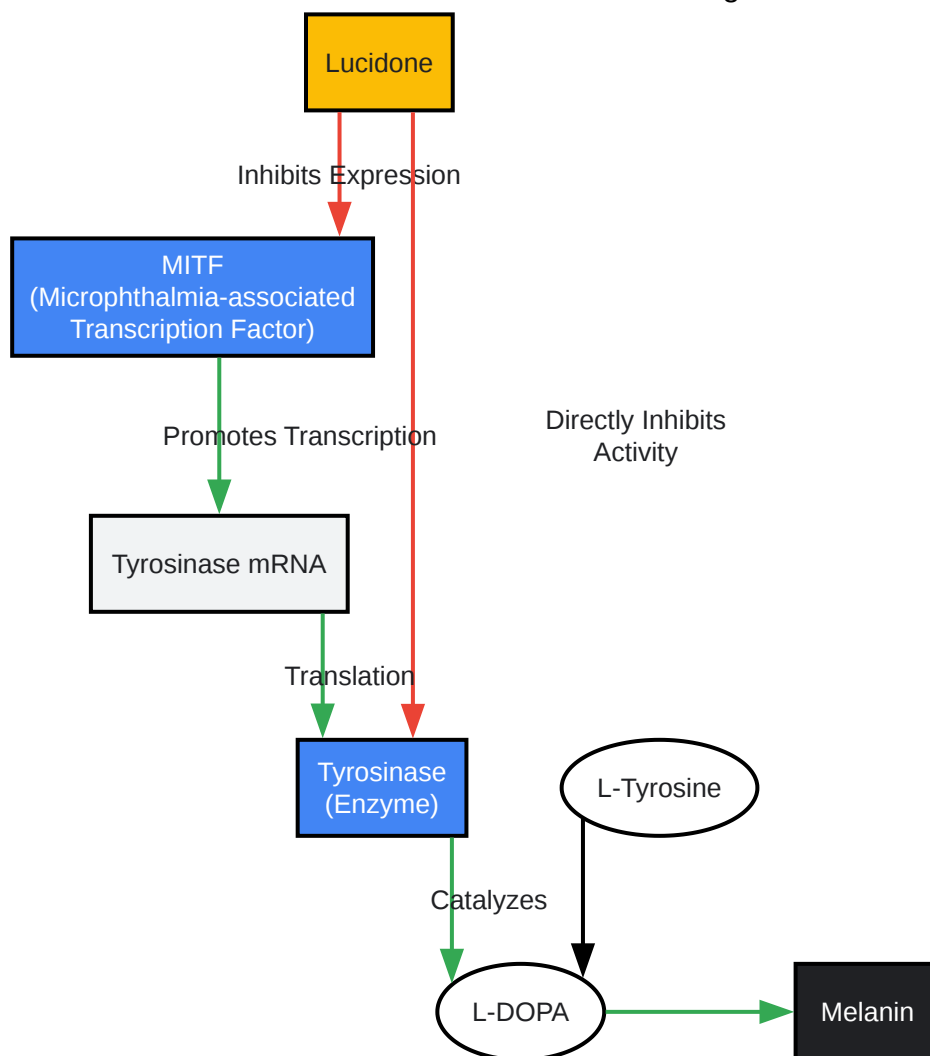 Lucidone
Inhibits Expression
MITF
(Microphthalmia-associated
Transcription Factor)
Promotes Transcription
Directly Inhibits
Activity
Tyrosinase mRNA
Translation
Tyrosinase
(Enzyme)
L-Tyrosine
Catalyzes
L-DOPA
Melanin